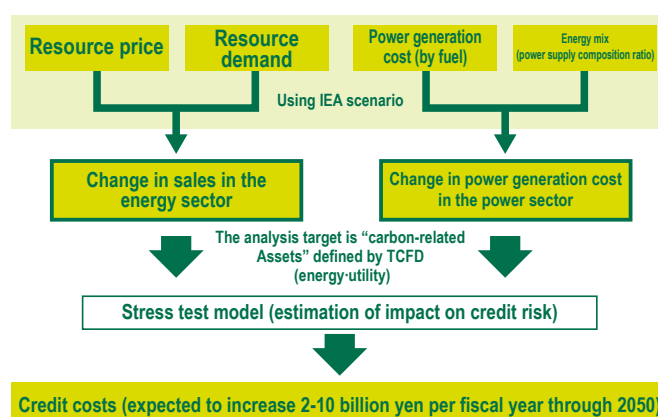 Resource price
Resource
demand
Power generation
cost (by fuel)
Energy mix
(power supply composition ratio)
Using IEA scenario
Change in sales in the
energy sector
Change in power generation cost
in the power sector
The analysis target is “carbon-related
Assets” defined by TCFD
(energy·utility)
Stress test model (estimation of impact on credit risk)
Credit costs (expected to increase 2-10 billion yen per fiscal year through 2050)